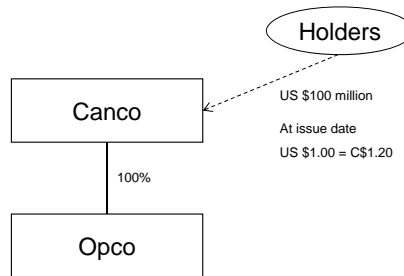 Holders
US $100 million
Canco
At issue date
US $1.00 = C$1.20
100%
Opco